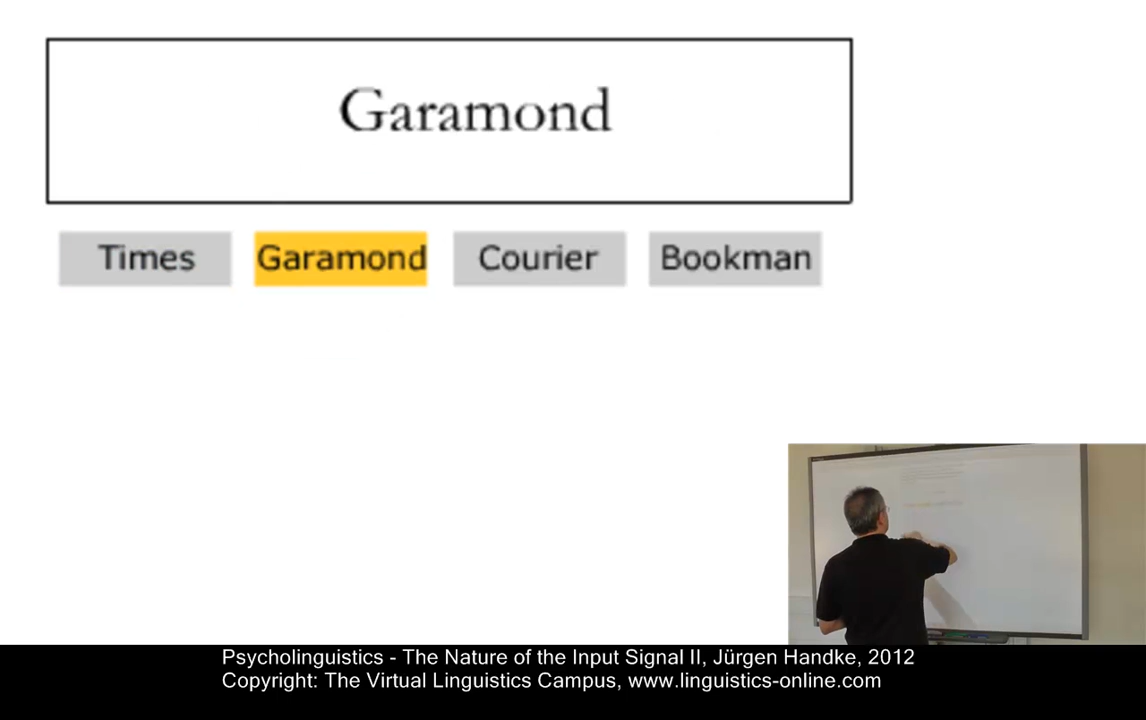 Garamond
Times Garamond Courier Bookman
Psycholinguistics - The Nature of the Input Signal II, Jürgen Handke, 2012
Copyright: The Virtual Linguistics Campus, www.linguistics-online.com